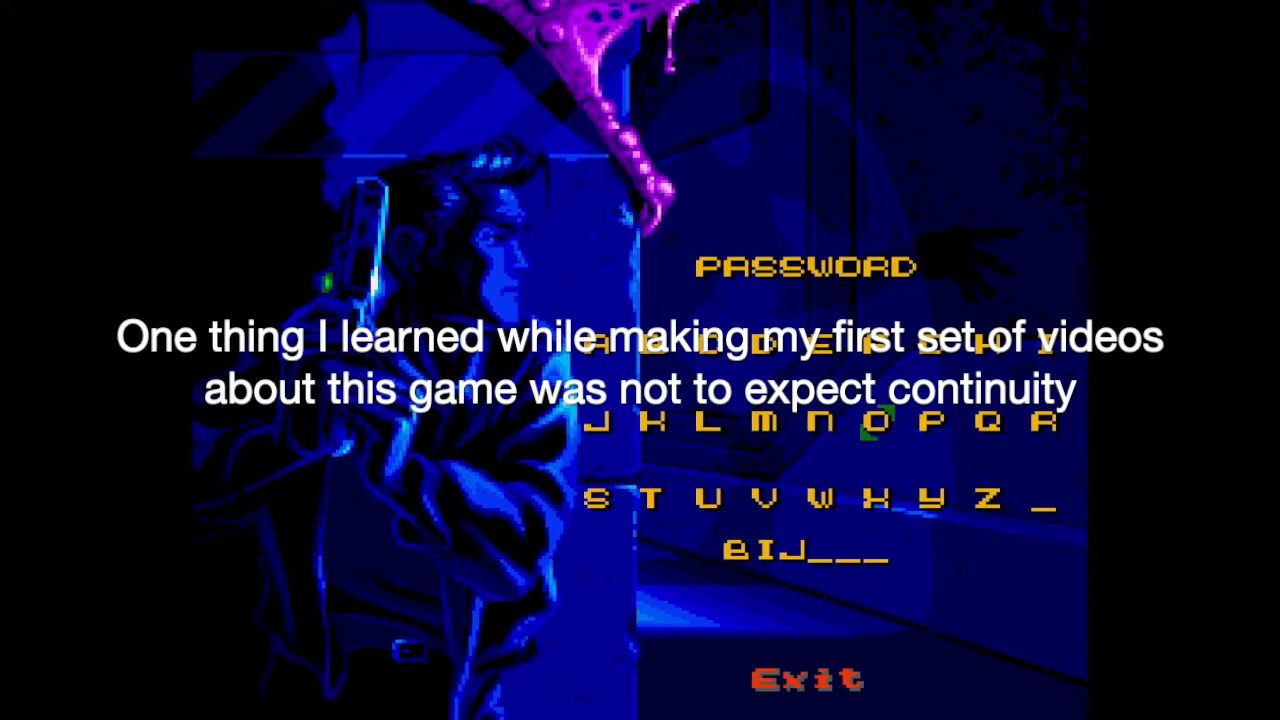 PASSWORD
One thing I learned while making my first set of videos
A B C D E F G H I
about this game was not to expect continuity
J K L M N O P Q R
S T U V W X Y Z _
BIJ___
Exit